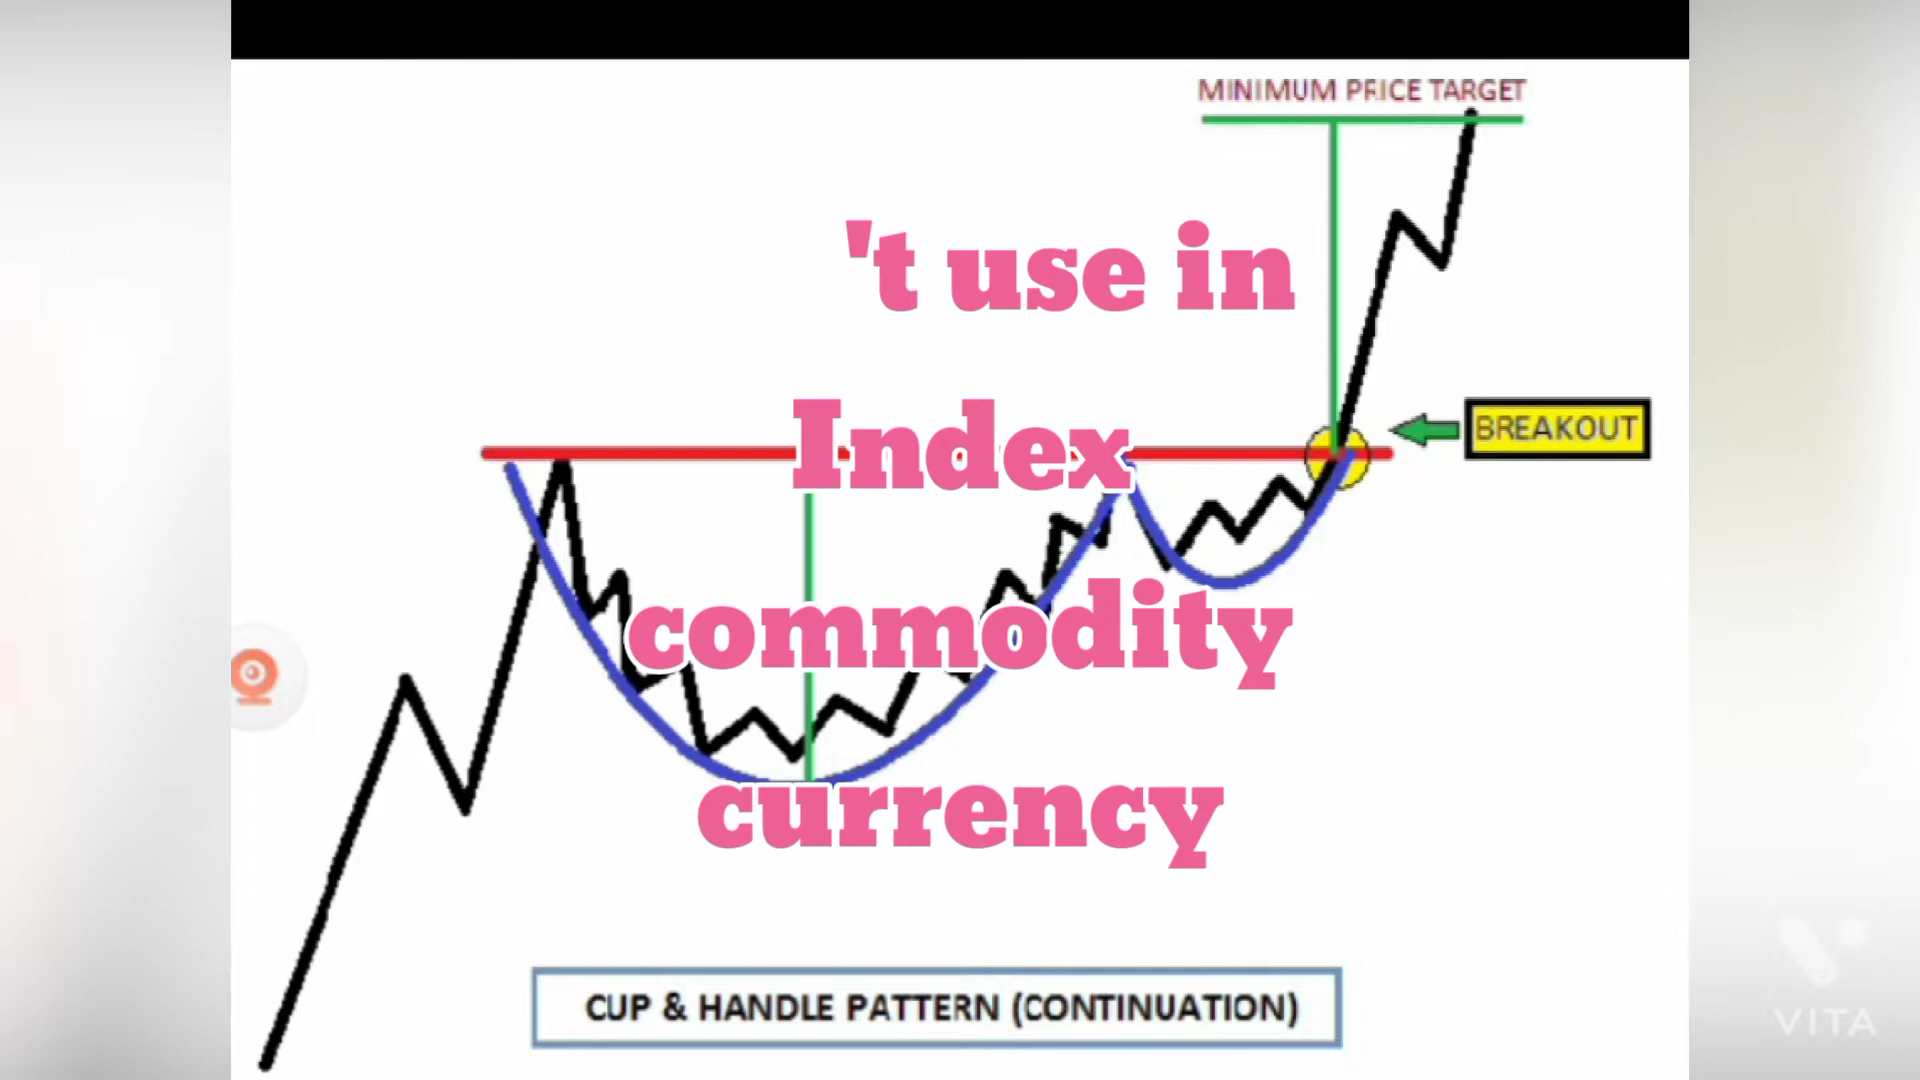 MINIMUM PRICE TARGET
't use in
BREAKOUT
Index
commodity
currency
CUP & HANDLE PATTERN (CONTINUATION)
VITA